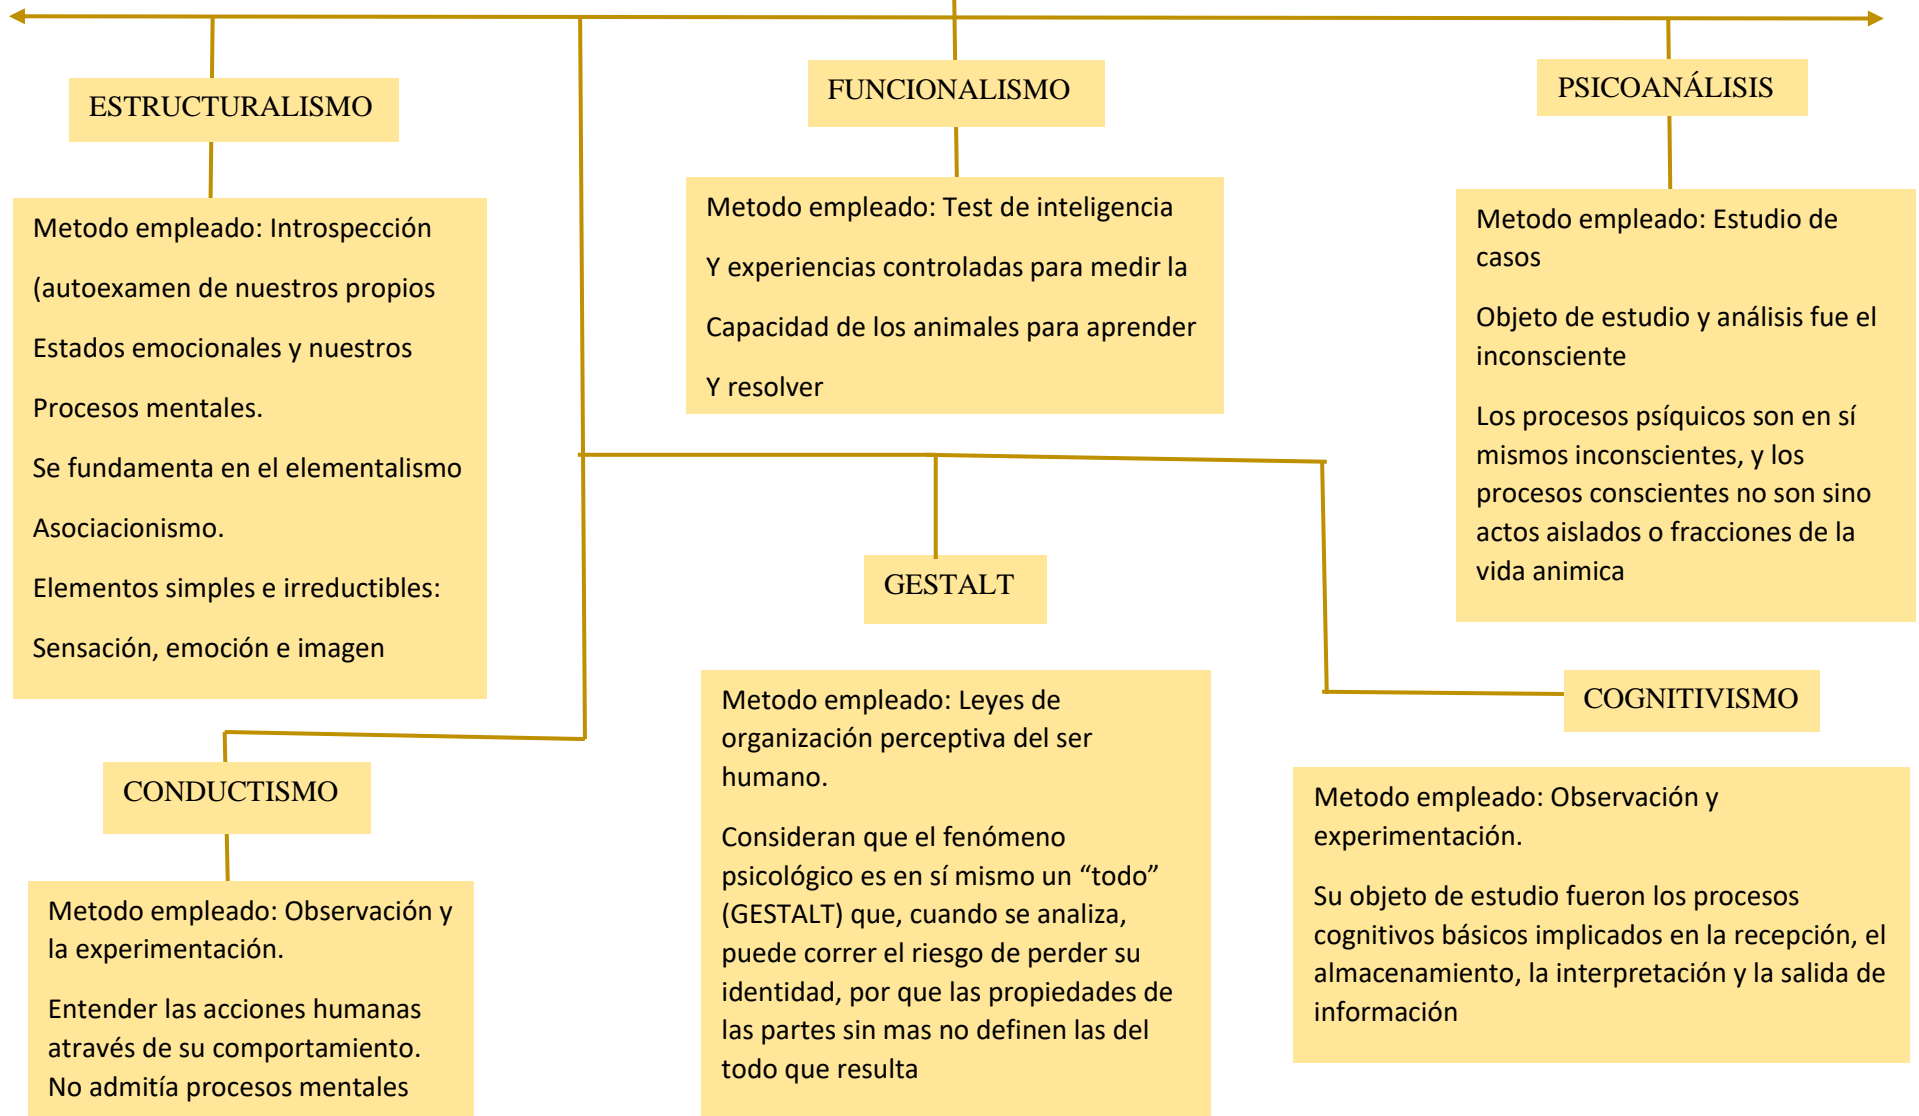 ESTRUCTURALISMO
Metodo empleado: Introspección
(autoexamen de nuestros propios
Estados emocionales y nuestros
Procesos mentales.
Se fundamenta en el elementalismo
Asociacionismo.
Elementos simples e irreductibles:
Sensación, emoción e imagen
FUNCIONALISMO
Metodo empleado: Test de inteligencia
Y experiencias controladas para medir la
Capacidad de los animales para aprender
Y resolver
PSICOANÁLISIS
Metodo empleado: Estudio de
casos
Objeto de estudio y análisis fue el
inconsciente
Los procesos psíquicos son en sí
mismos inconscientes, y los
procesos conscientes no son sino
actos aislados o fracciones de la
vida animica
CONDUCTISMO
Metodo empleado: Observación y
la experimentación.
Entender las acciones humanas
através de su comportamiento.
No admitía procesos mentales
GESTALT
Metodo empleado: Leyes de
organización perceptiva del ser
humano.
Consideran que el fenómeno
psicológico es en sí mismo un “todo”
(GESTALT) que, cuando se analiza,
puede correr el riesgo de perder su
identidad, por que las propiedades de
las partes sin mas no definen las del
todo que resulta
COGNITIVISMO
Metodo empleado: Observación y
experimentación.
Su objeto de estudio fueron los procesos
cognitivos básicos implicados en la recepción, el
almacenamiento, la interpretación y la salida de
información